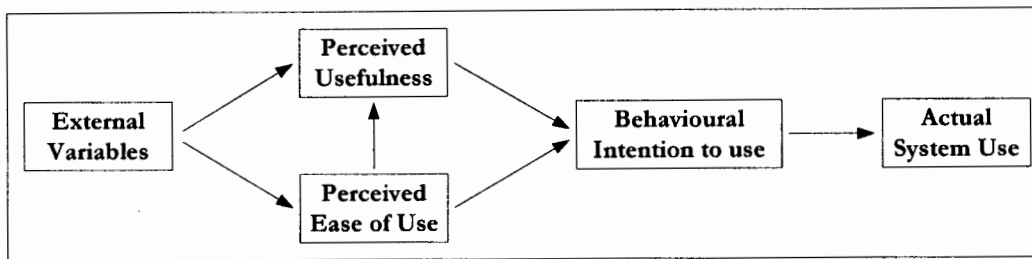 External
Variables
Perceived
Usefulness
Perceived
Ease of Use
Behavioural
Intention to use
Actual
System Use